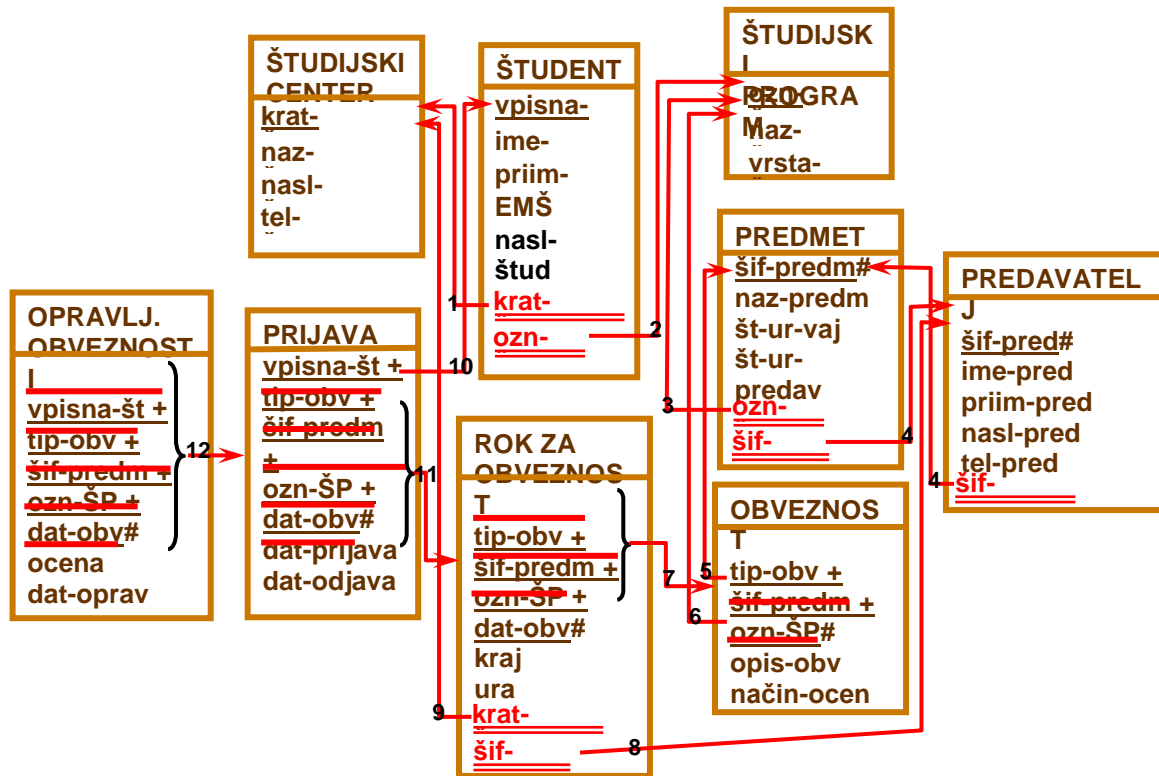 ŠTUDIJSKI
CENTER
krat-
naz-
nasl-
tel-
ŠTUDENT
vpisna-
ime-
priim-
EMŠ
nasl-
štud
krat-
ozn-
ŠTUDIJSK
I
PROGRA
M
ozn-
naz-
vrsta-
PREDMET
šif-predm#
naz-predm
št-ur-vaj
št-ur-
predav
ozn-
šif-
PREDAVATEL
J
šif-pred#
ime-pred
priim-pred
nasl-pred
tel-pred
šif-
OPRAVLJ.
OBVEZNOST
I
vpisna-št +
tip-obv +
šif-predm +
ozn-ŠP +
dat-obv#
ocena
dat-oprav
PRIJAVA
vpisna-št +
tip-obv +
šif-predm
+
ozn-ŠP +
dat-obv#
dat-prijava
dat-odjava
ROK ZA
OBVEZNOS
T
tip-obv +
šif-predm +
ozn-ŠP +
dat-obv#
kraj
ura
krat-
šif-
OBVEZNOS
T
tip-obv +
šif-predm +
ozn-ŠP#
opis-obv
način-ocen
1
2
10
3
4
4
12
11
5
7
6
9
8